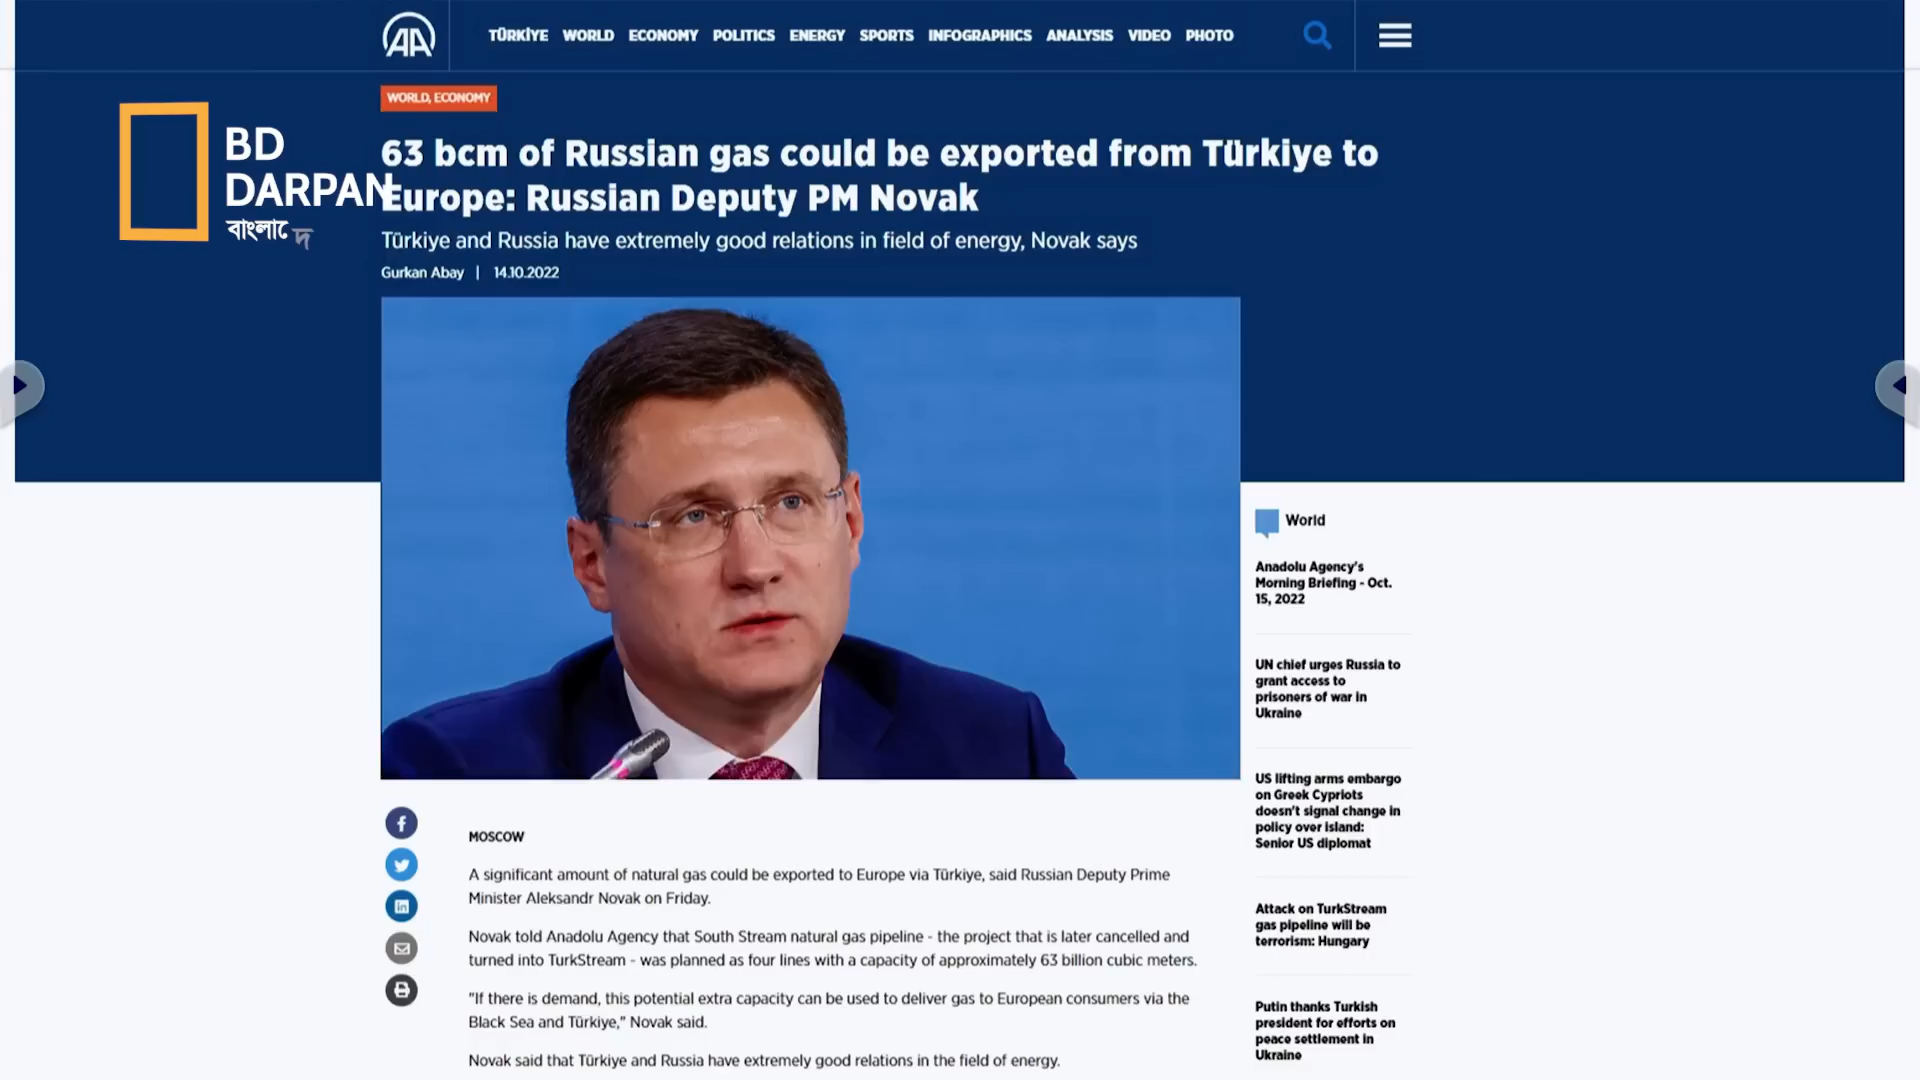 TÜRKİYE WORLD ECONOMY POLITICS ENERGY SPORTS INFOGRAPHICS ANALYSIS VIDEO PHOTO
WORLD, ECONOMY
BD
DARPAN
বাংলাদে
63 bcm of Russian gas could be exported from Türkiye to
Europe: Russian Deputy PM Novak
Türkiye and Russia have extremely good relations in field of energy, Novak says
Gurkan Abay | 14.10.2022
MOSCOW
A significant amount of natural gas could be exported to Europe via Türkiye, said Russian Deputy Prime
Minister Aleksandr Novak on Friday.
Novak told Anadolu Agency that South Stream natural gas pipeline - the project that is later cancelled and
turned into TurkStream - was planned as four lines with a capacity of approximately 63 billion cubic meters.
"If there is demand, this potential extra capacity can be used to deliver gas to European consumers via the
Black Sea and Türkiye," Novak said.
Novak said that Türkiye and Russia have extremely good relations in the field of energy.
World
Anadolu Agency's
Morning Briefing - Oct.
15, 2022
UN chief urges Russia to
grant access to
prisoners of war in
Ukraine
US lifting arms embargo
on Greek Cypriots
doesn't signal change in
policy over island:
Senior US diplomat
Attack on TurkStream
gas pipeline will be
terrorism: Hungary
Putin thanks Turkish
president for efforts on
peace settlement in
Ukraine